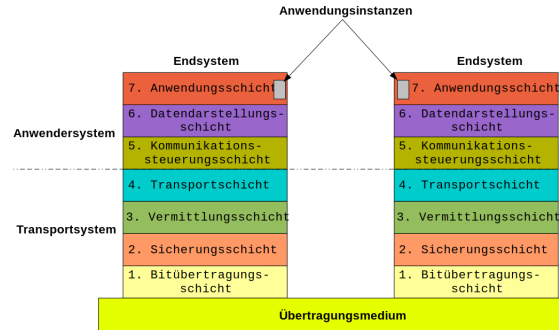 Anwendungsinstanzen
Endsystem
Endsystem
7. Anwendungsschicht
7. Anwendungsschicht
6. Datendarstellungs-
schicht
6. Datendarstellungs-
schicht
Anwendersystem
5. Kommunikations-
steuerungsschicht
5. Kommunikations-
steuerungsschicht
4. Transportschicht
4. Transportschicht
3. Vermittlungsschicht
3. Vermittlungsschicht
Transportsystem
2. Sicherungsschicht
2. Sicherungsschicht
1. Bitübertragungs-
schicht
1. Bitübertragungs-
schicht
Übertragungsmedium